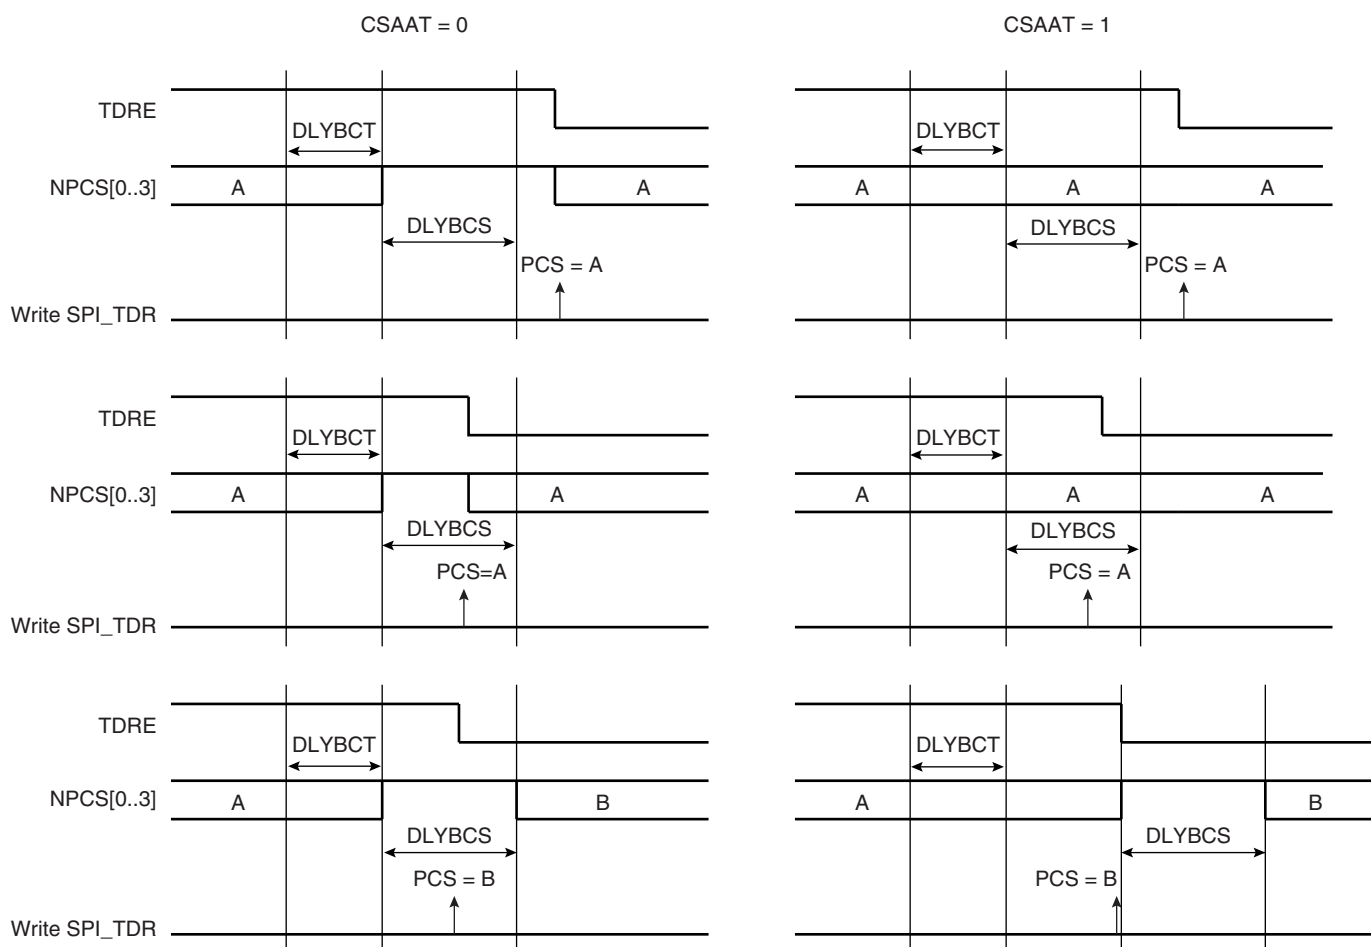 CSAAT = 0 CSAAT = 1
TDRE
DLYBCT DLYBCT
NPCS[0..3] A A A A A
DLYBCS DLYBCS
PCS = A PCS = A
Write SPI_TDR
TDRE
DLYBCT DLYBCT
NPCS[0..3] A A A A A
DLYBCS DLYBCS
PCS=A PCS = A
Write SPI_TDR
TDRE
DLYBCT DLYBCT
NPCS[0..3] A B A B
DLYBCS DLYBCS
PCS = B PCS = B
Write SPI_TDR